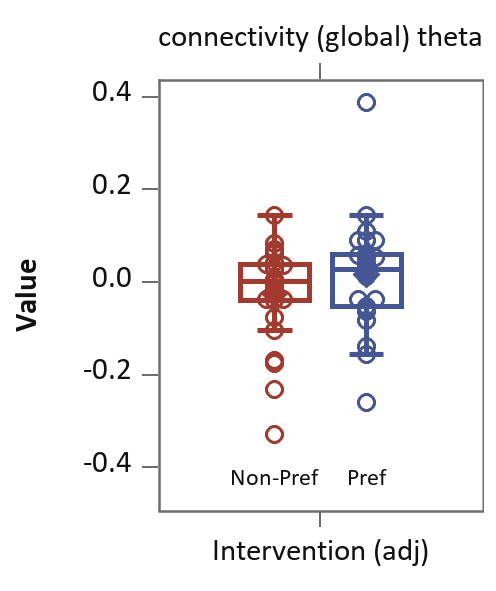 connectivity (global) theta
0.4
0.2
0.0
-0.2
-0.4
Value
Non-Pref
Pref
Intervention (adj)